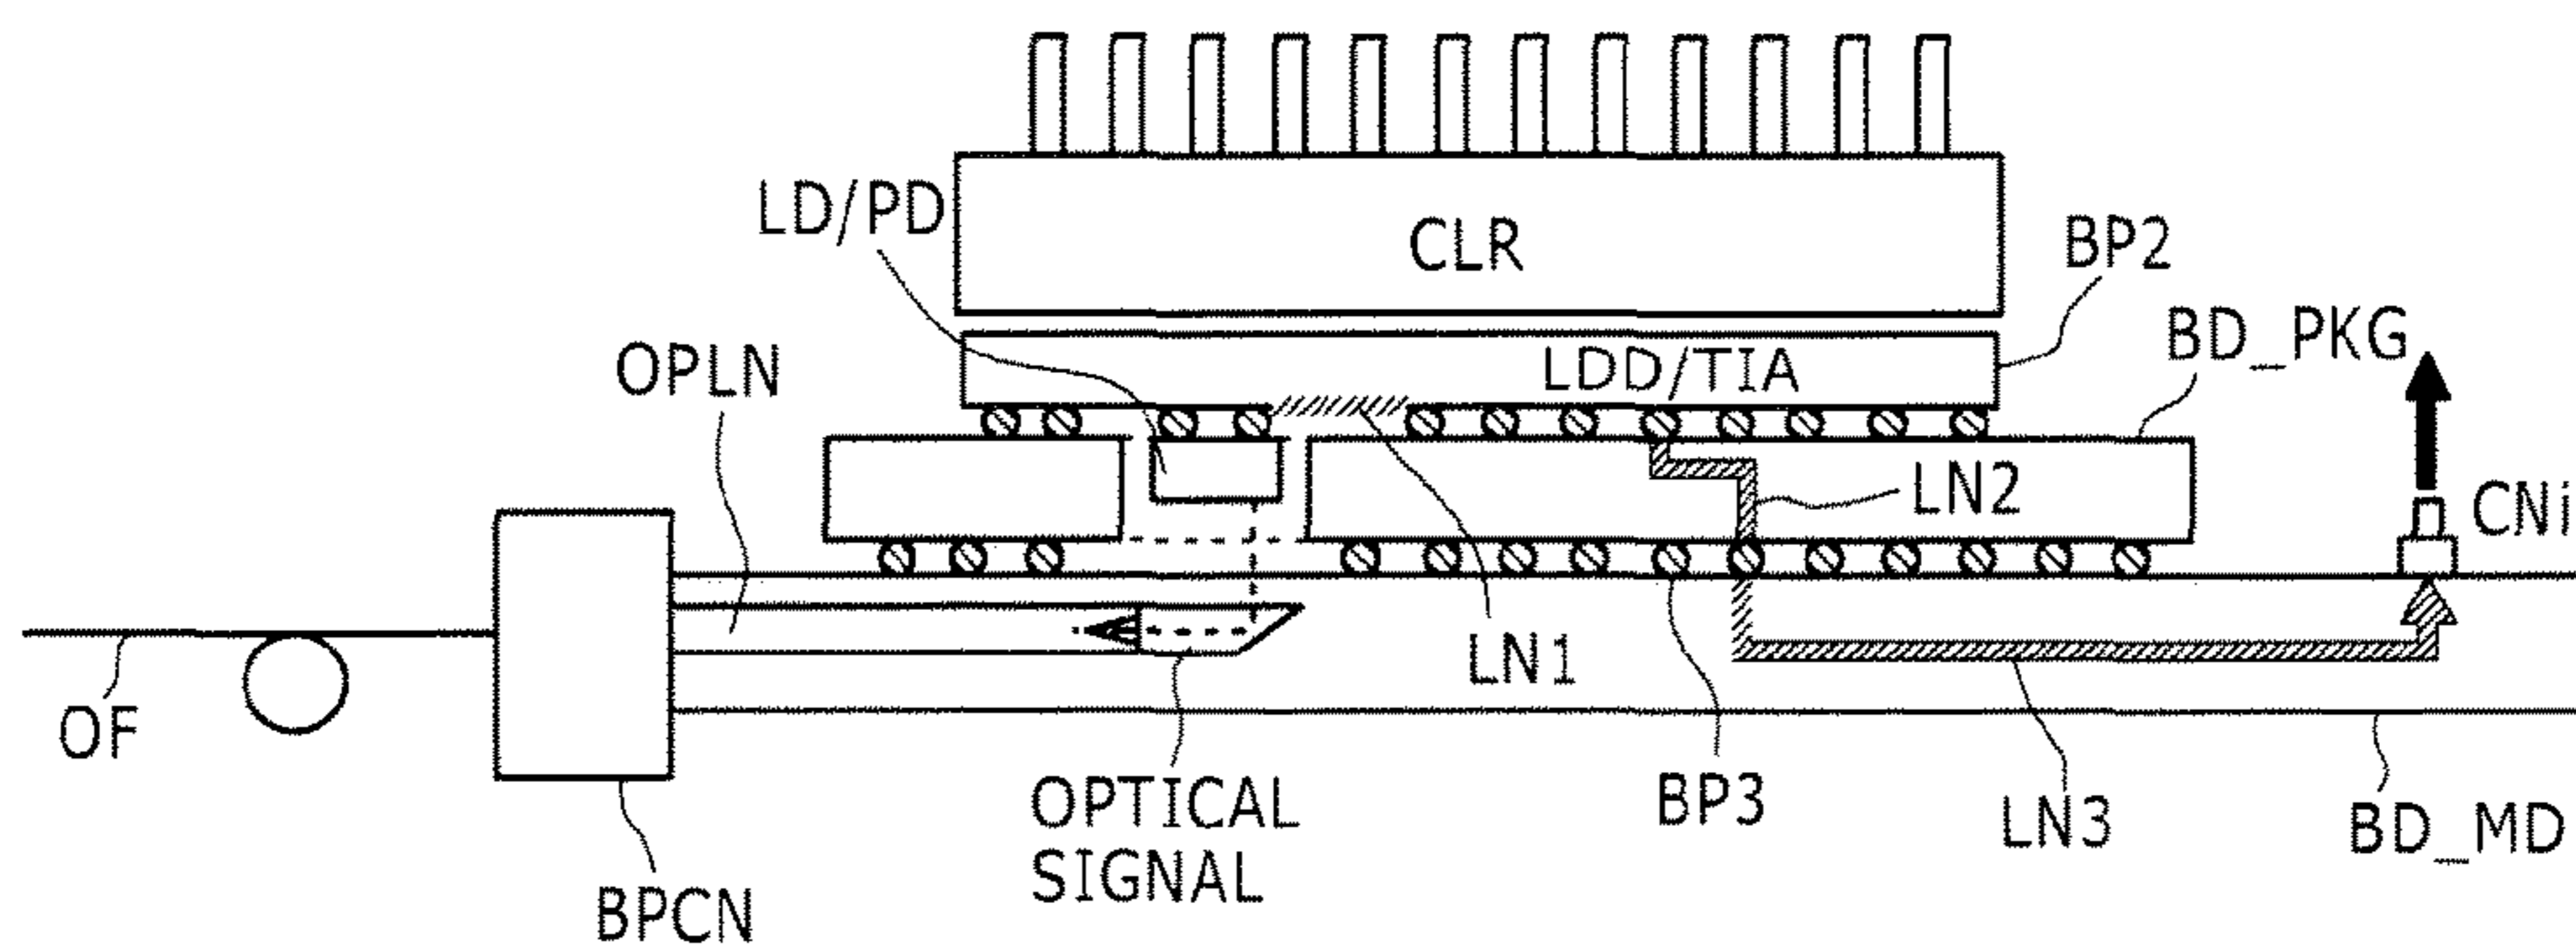 LD/PD
CLR
BP2
OPLN
LDD/TIA
BD_PKG
LN2
CNi
OF
LN1
OPTICAL
SIGNAL
BP3
LN3
BD_MD
BPCN